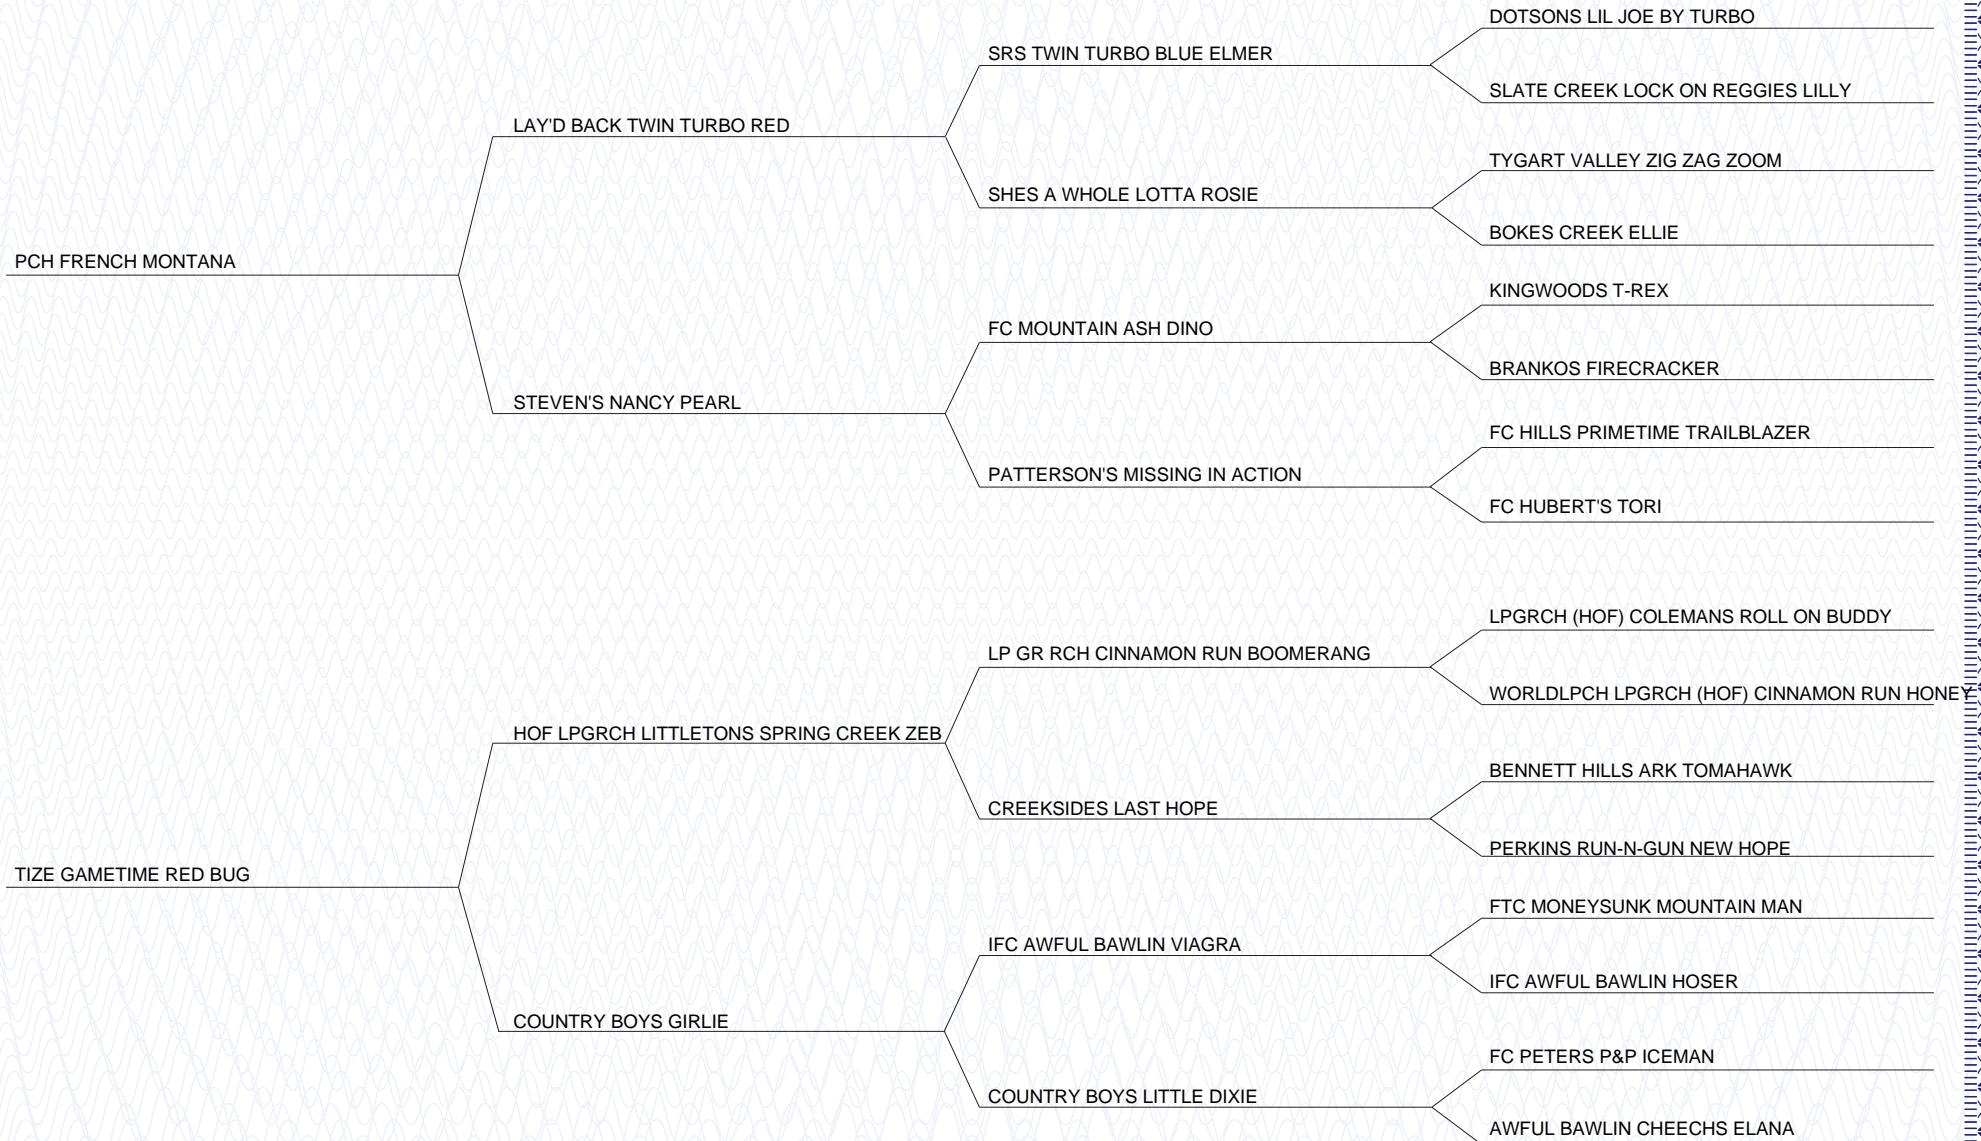 DOTSONS LIL JOE BY TURBO
SRS TWIN TURBO BLUE ELMER
SLATE CREEK LOCK ON REGGIES LILLY
LAY'D BACK TWIN TURBO RED
TYGART VALLEY ZIG ZAG ZOOM
SHES A WHOLE LOTTA ROSIE
BOKES CREEK ELLIE
PCH FRENCH MONTANA
KINGWOODS T-REX
FC MOUNTAIN ASH DINO
BRANKOS FIRECRACKER
STEVEN'S NANCY PEARL
FC HILLS PRIMETIME TRAILBLAZER
PATTERSON'S MISSING IN ACTION
FC HUBERT'S TORI
LPGRCH (HOF) COLEMANS ROLL ON BUDDY
LP GR RCH CINNAMON RUN BOOMERANG
WORLDLPCH LPGRCH (HOF) CINNAMON RUN HONEY
HOF LPGRCH LITTLETONS SPRING CREEK ZEB
BENNETT HILLS ARK TOMAHAWK
CREEKSIDES LAST HOPE
PERKINS RUN-N-GUN NEW HOPE
TIZE GAMETIME RED BUG
FTC MONEYSUNK MOUNTAIN MAN
IFC AWFUL BAWLIN VIAGRA
IFC AWFUL BAWLIN HOSER
COUNTRY BOYS GIRLIE
FC PETERS P&P ICEMAN
COUNTRY BOYS LITTLE DIXIE
AWFUL BAWLIN CHEECHS ELANA